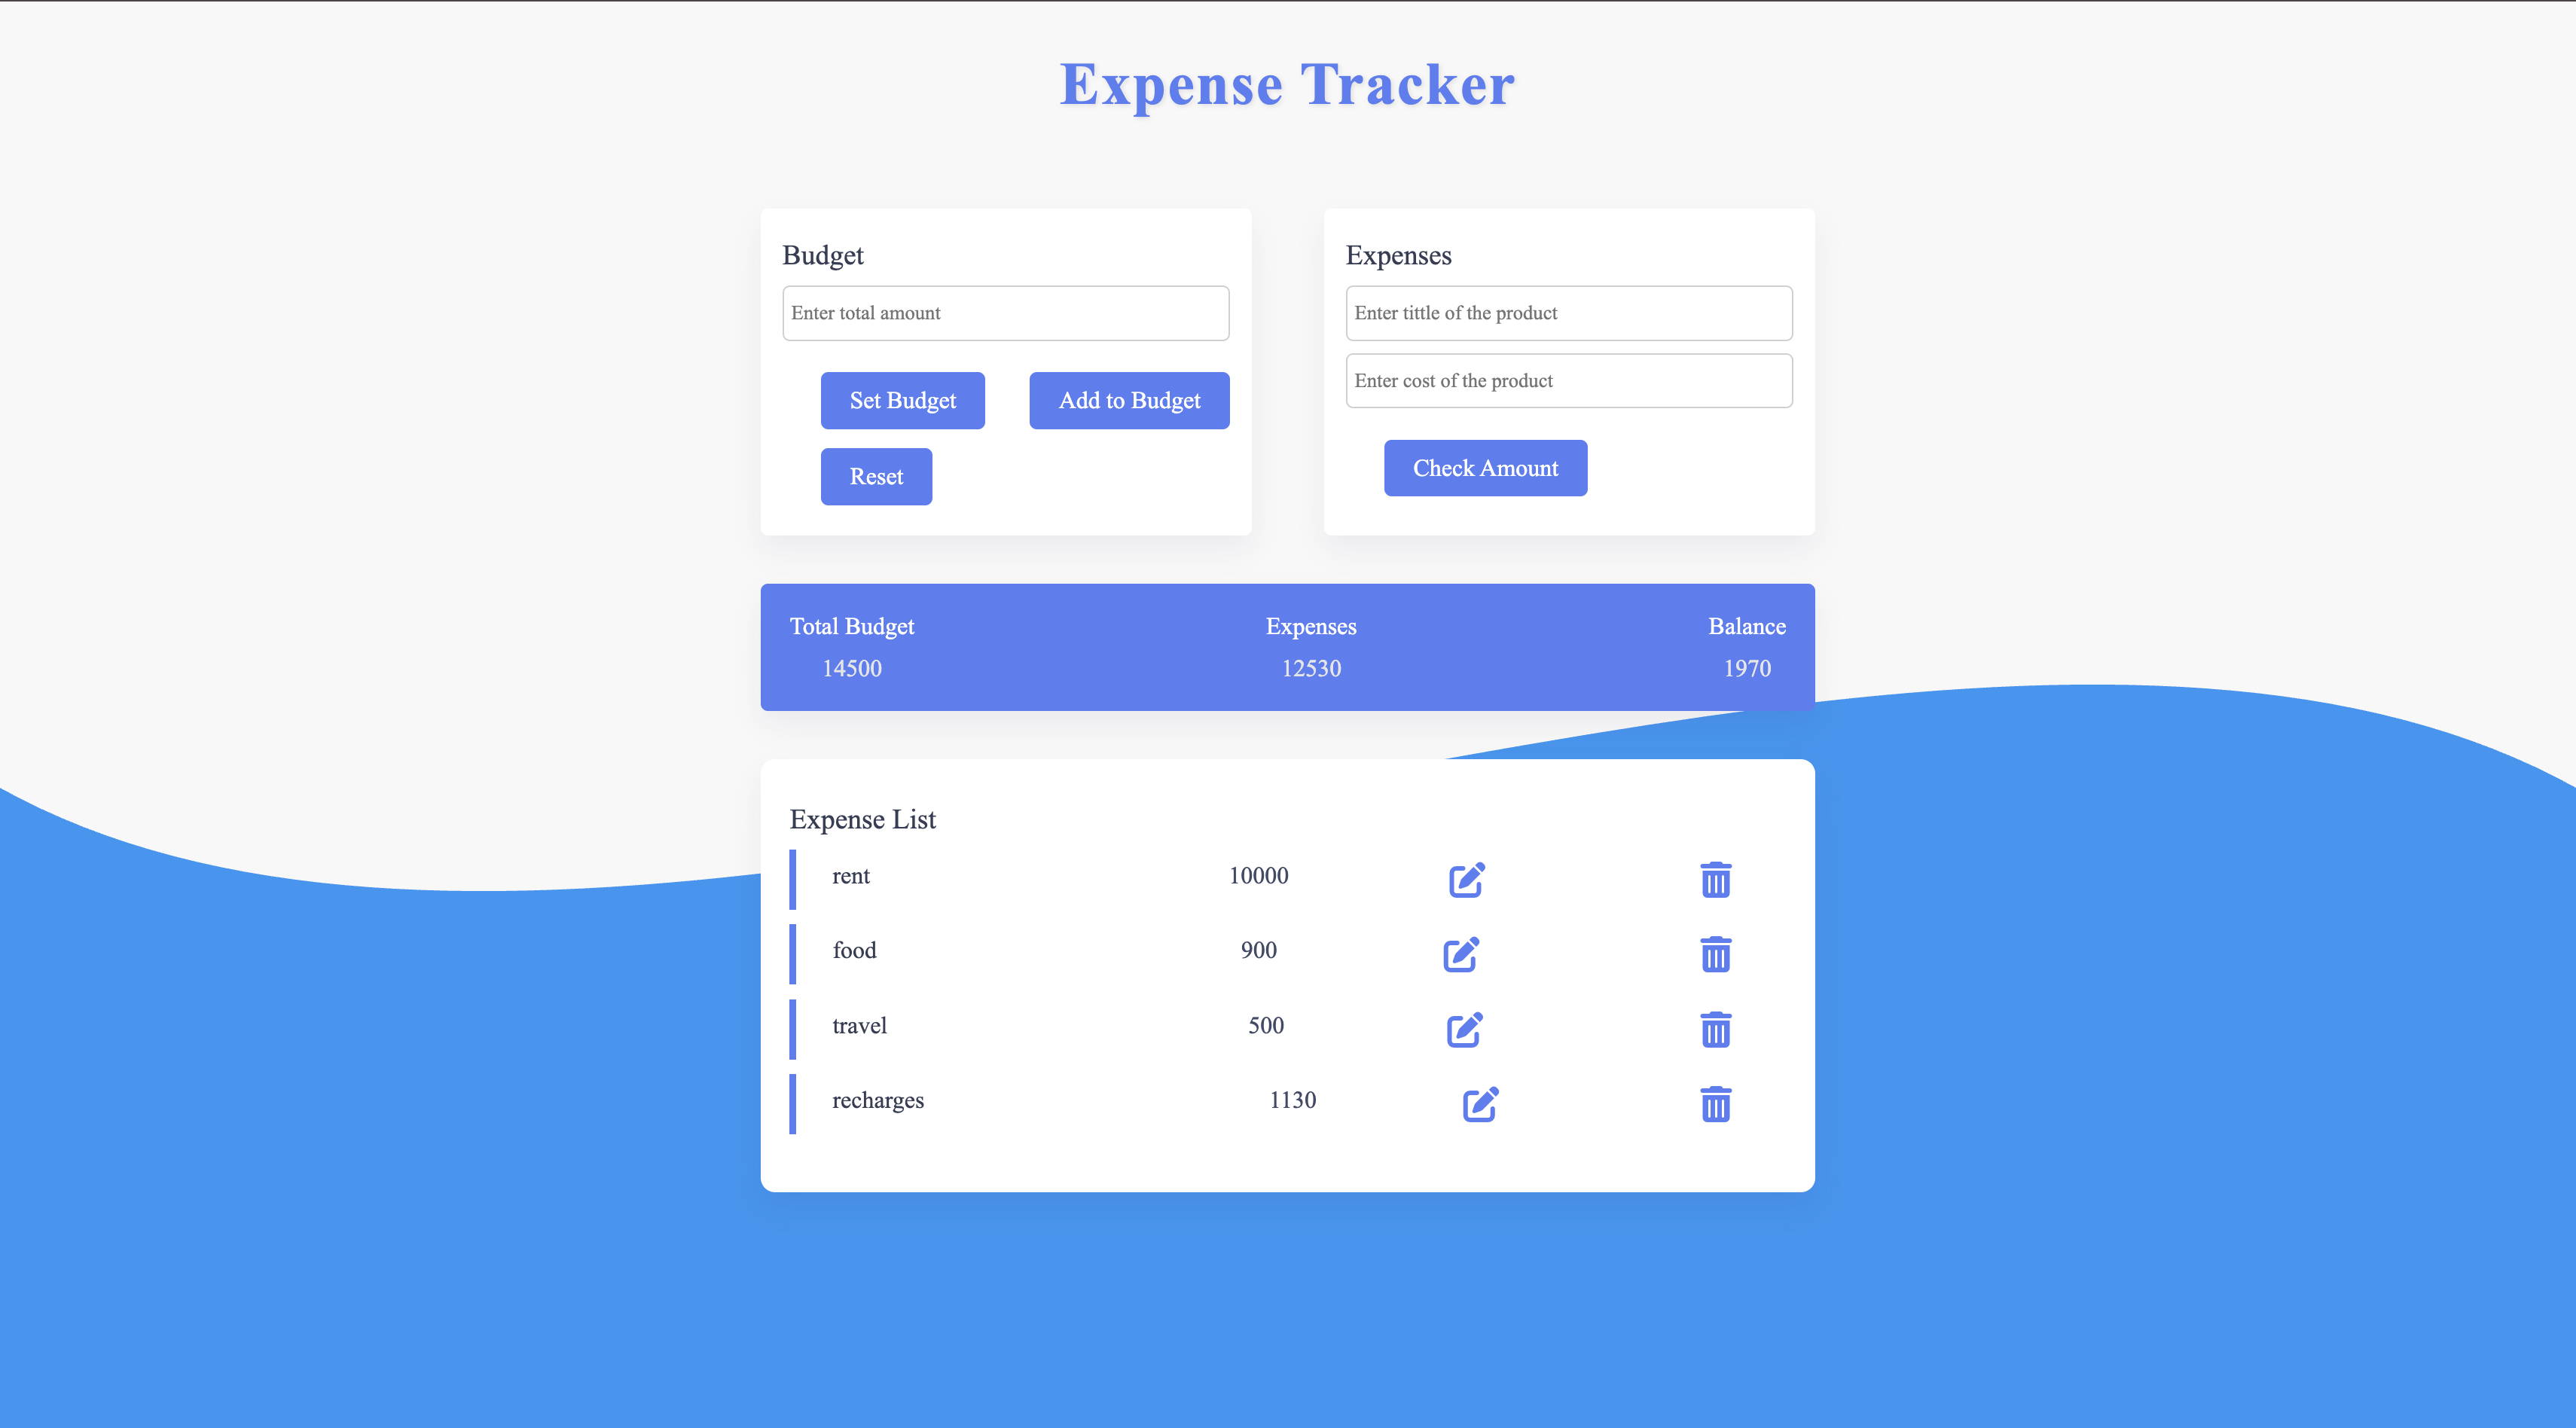 Expense Tracker
Budget
Enter total amount
Set Budget
Add to Budget
Reset
Expenses
Enter tittle of the product
Enter cost of the product
Check Amount
Total Budget
14500
Expenses
12530
Balance
1970
Expense List
rent 10000
food 900
travel 500
recharges 1130